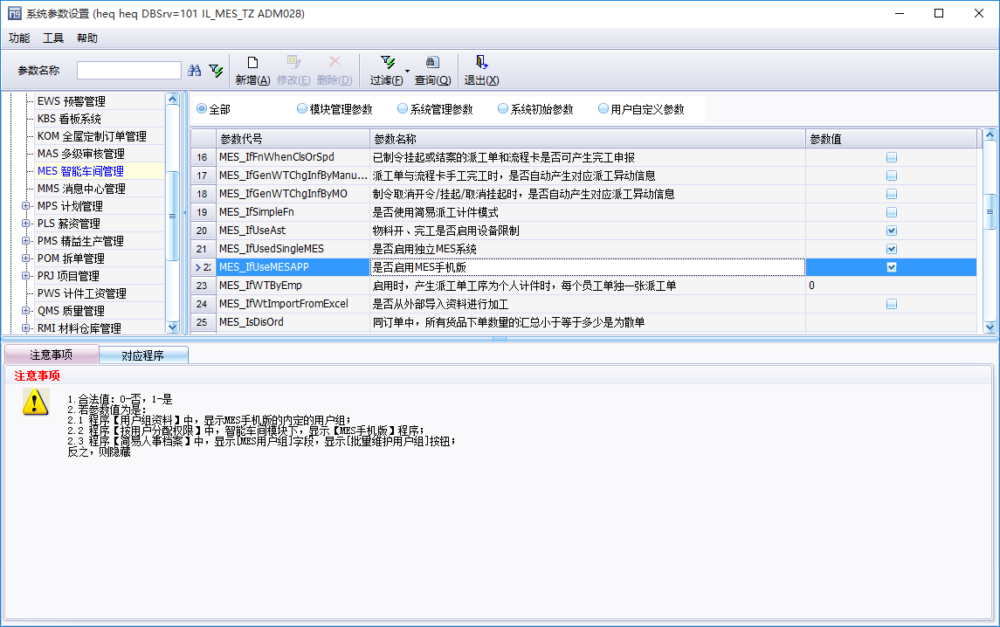 系统参数设置 (heq heq DBSrv=101 IL_MES_TZ ADM028)
功能 工具 帮助
参数名称 新增(A) 修改(E) 删除(D) 过滤(F) 查询(Q) 退出(X)
EWS 预警管理
KBS 看板系统
KOM 全屋定制订单管理
MAS 多级审核管理
MES 智能车间管理
MMS 消息中心管理
MPS 计划管理
PLS 薪资管理
PMS 精益生产管理
POM 拆单管理
PRJ 项目管理
PWS 计件工资管理
QMS 质量管理
RMI 材料仓库管理
全部 模块管理参数 系统管理参数 系统初始参数 用户自定义参数
参数代号 参数名称 参数值
16 MES_IfFnWhenClsOrSpd 已制令挂起或结案的派工单和流程卡是否可产生完工申报
17 MES_IfGenWTChgInfByManu... 派工单与流程卡手工完工时，是否自动产生对应派工异动信息
18 MES_IfGenWTChgInfByMO 制令取消开令/挂起/取消挂起时，是否自动产生对应派工异动信息
19 MES_IfSimpleFn 是否使用简易派工计件模式
20 MES_IfUseAst 物料开、完工是否启用设备限制
21 MES_IfUsedSingleMES 是否启用独立MES系统
22 MES_IfUseMESAPP 是否启用MES手机版
23 MES_IfWTByEmp 启用时，产生派工单工序为个人计件时，每个员工单独一张派工单 0
24 MES_IfWtImportFromExcel 是否从外部导入资料进行加工
25 MES_IsDisOrd 同订单中，所有货品下单数量的汇总小于等于多少是为散单
注意事项 对应程序
注意事项
1.合法值：0-否，1-是
2.若参数值为是：
2.1 程序【用户组资料】中，显示MES手机版的内定的用户组；
2.2 程序【按用户分配权限】中，智能车间模块下，显示【MES手机版】程序；
2.3 程序【简易人事档案】中，显示[MES用户组]字段，显示[批量维护用户组]按钮；
反之，则隐藏